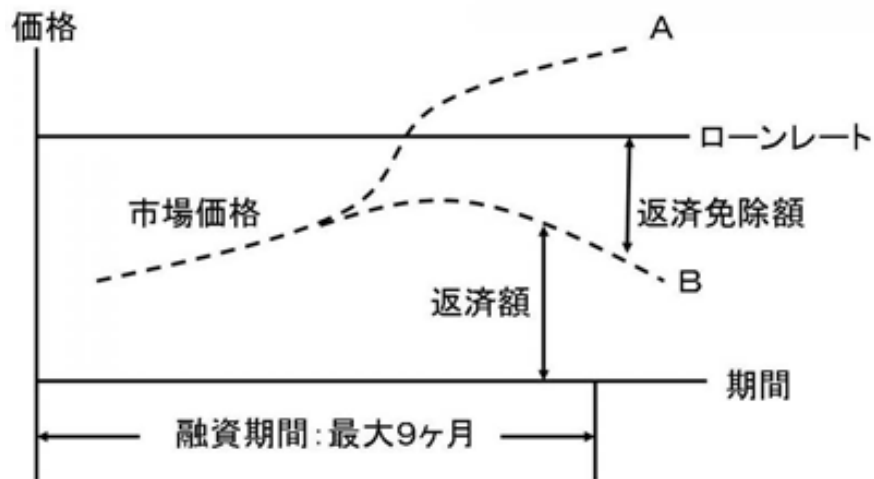 価格
A
ローンレート
市場価格
返済免除額
B
返済額
期間
融資期間：最大9ヶ月